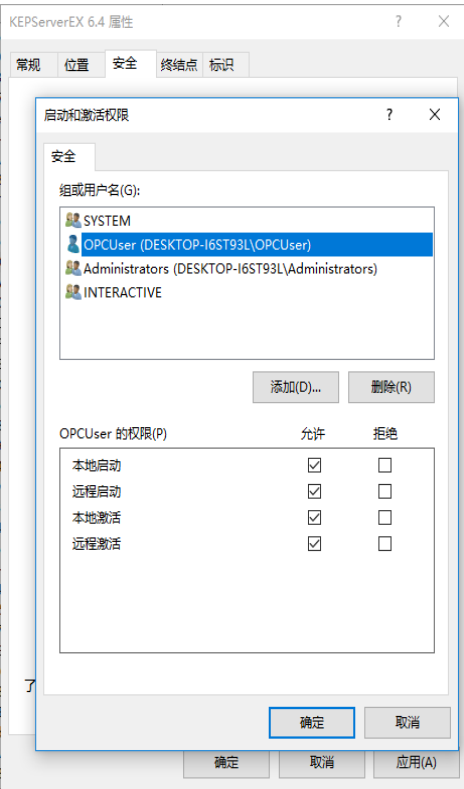 KEPServerEX 6.4 属性
常规 位置 安全 终结点 标识
启动和激活权限
安全
组或用户名(G):
SYSTEM
OPCUser (DESKTOP-I6ST93L\OPCUser)
Administrators (DESKTOP-I6ST93L\Administrators)
INTERACTIVE
添加(D)... 删除(R)
OPCUser 的权限(P) 允许 拒绝
本地启动
远程启动
本地激活
远程激活
了
确定 取消
确定 取消 应用(A)